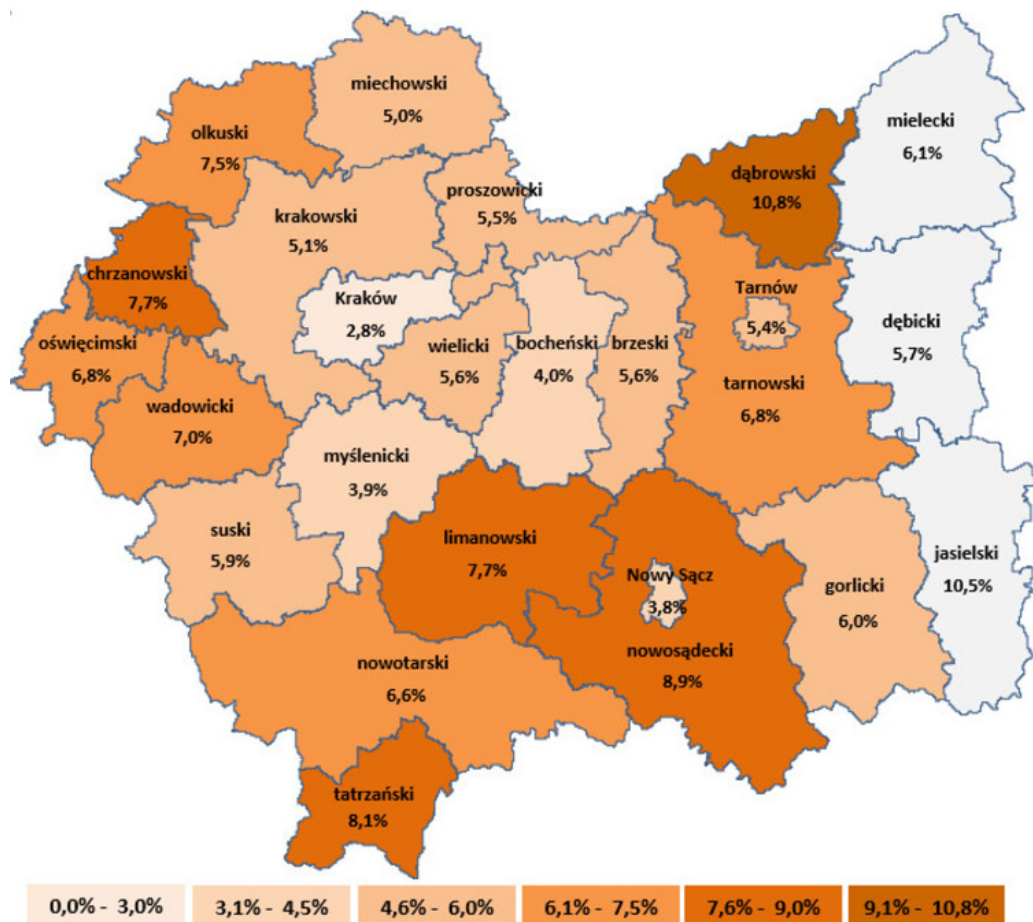 miechowski
5,0%
olkuski
7,5%
mielecki
6,1%
dąbrowski
10,8%
proszowicki
5,5%
krakowski
5,1%
chrzanowski
7,7%
Kraków
2,8%
Tarnów
5,4%
dębicki
5,7%
oświęcimski
6,8%
wielicki
5,6%
bocheński
4,0%
brzeski
5,6%
tarnowski
6,8%
wadowicki
7,0%
myślenicki
3,9%
suski
5,9%
limanowski
7,7%
Nowy Sącz
3,8%
gorlicki
6,0%
jasielski
10,5%
nowotarski
6,6%
nowosądecki
8,9%
tatrzański
8,1%
0,0% - 3,0%
3,1% - 4,5%
4,6% - 6,0%
6,1% - 7,5%
7,6% - 9,0%
9,1% - 10,8%